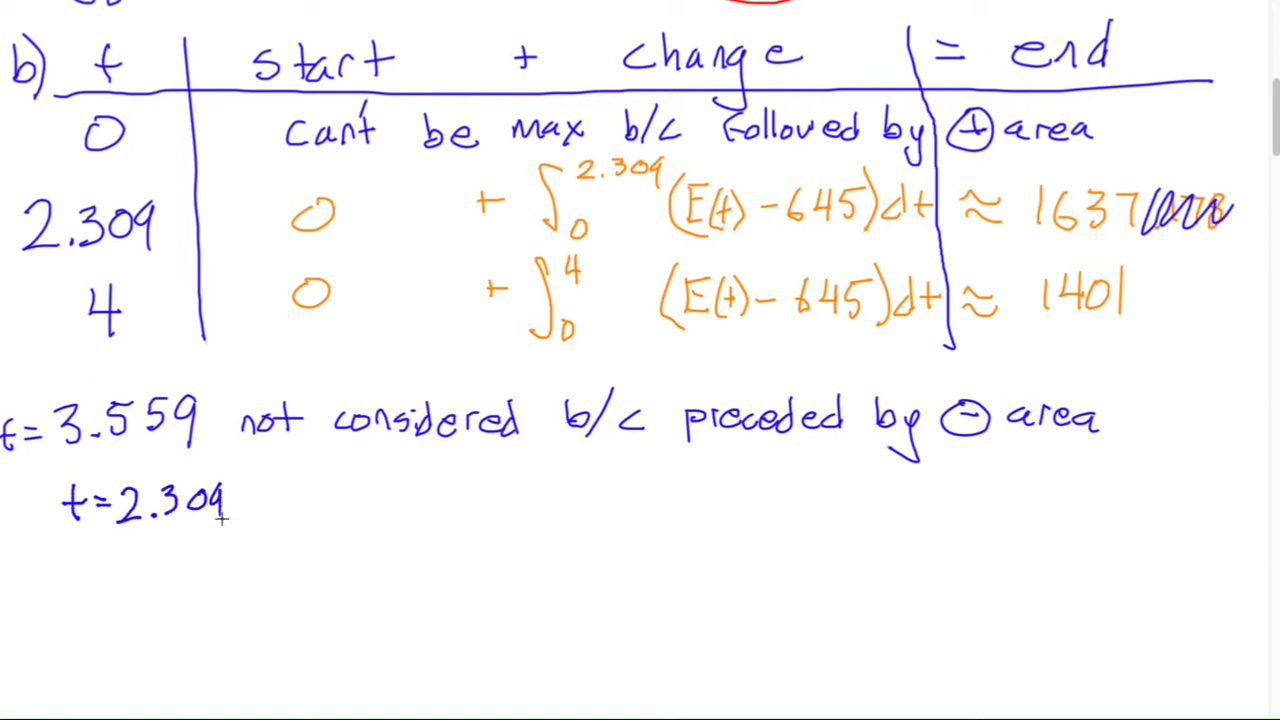 b) t start + change = end
0 can't be max b/c followed by ⊕ area
2.309 0 + ∫₀^2.309 (E(t) - 645)dt ≈ 1637
4 0 + ∫₀^4 (E(t) - 645)dt ≈ 1401
t = 3.559 not considered b/c preceded by ⊖ area
t = 2.309